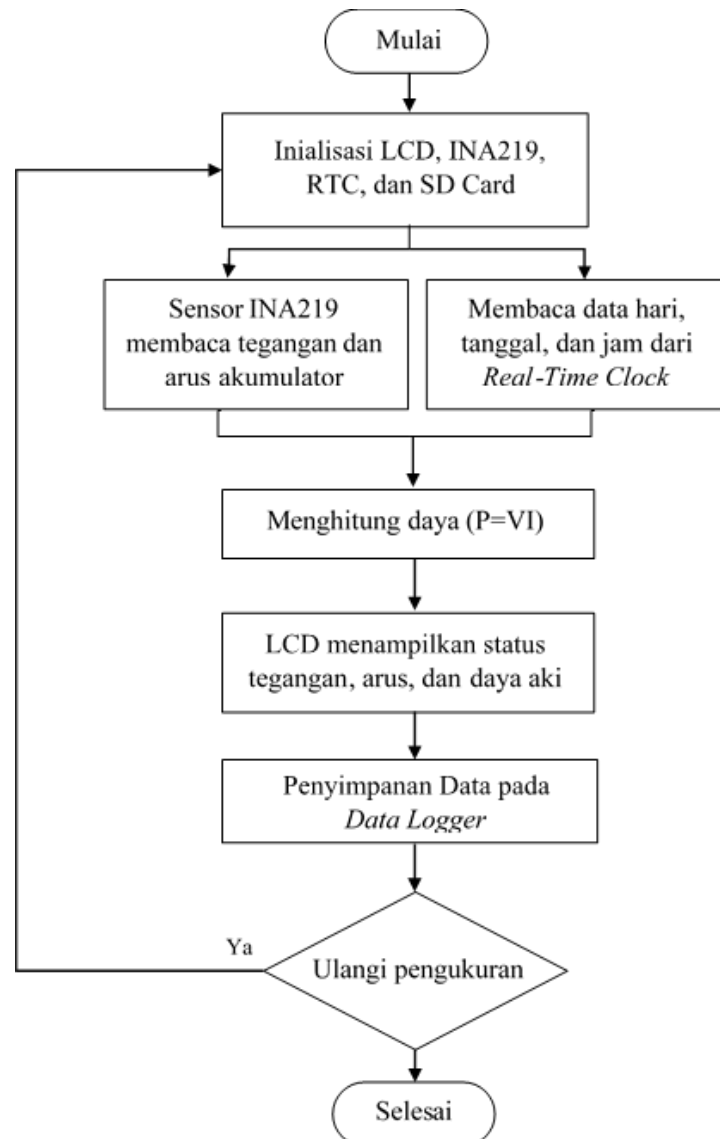 Mulai
Inialisasi LCD, INA219,
RTC, dan SD Card
Sensor INA219
membaca tegangan dan
arus akumulator
Membaca data hari,
tanggal, dan jam dari
Real-Time Clock
Menghitung daya (P=VI)
LCD menampilkan status
tegangan, arus, dan daya aki
Penyimpanan Data pada
Data Logger
Ya
Ulangi pengukuran
Selesai